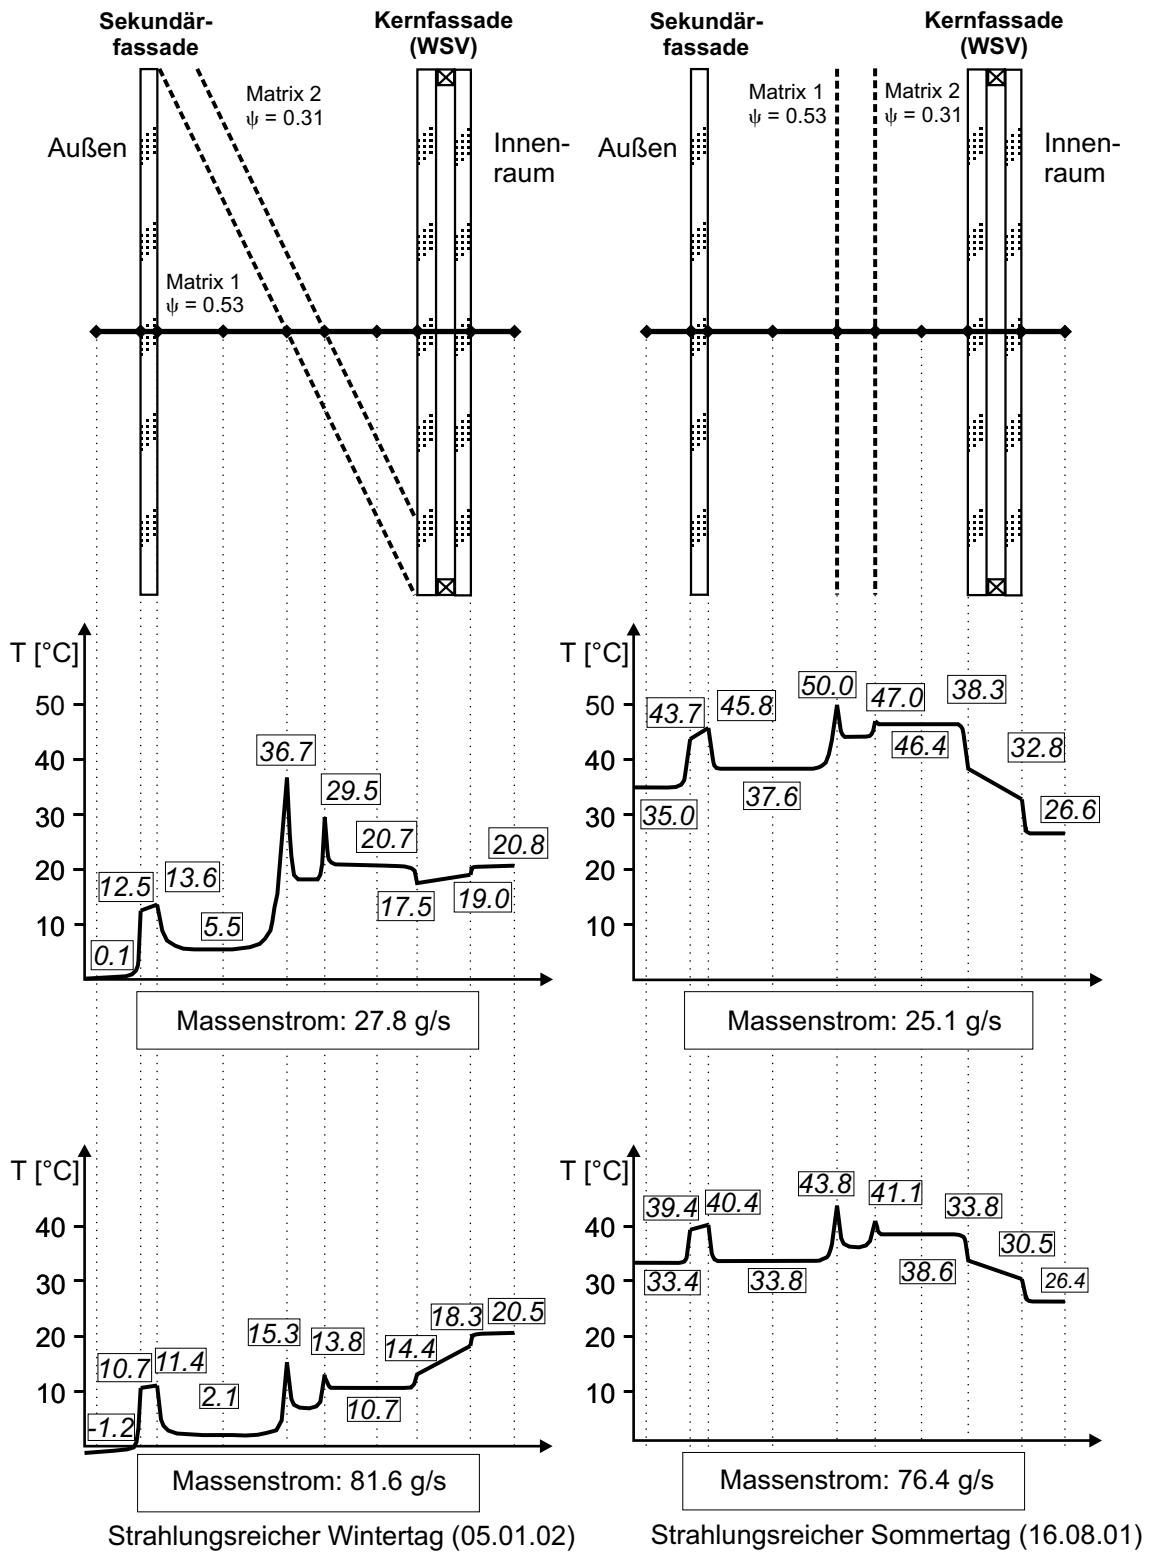 Sekundär-
fassade
Kernfassade
(WSV)
Matrix 2
ψ = 0.31
Außen
Innen-
raum
Matrix 1
ψ = 0.53
Sekundär-
fassade
Kernfassade
(WSV)
Matrix 1
ψ = 0.53
Matrix 2
ψ = 0.31
Außen
Innen-
raum
T [°C]
50
40
30
20
10
0.1
12.5
13.6
5.5
36.7
29.5
20.7
17.5
19.0
20.8
Massenstrom: 27.8 g/s
T [°C]
50
40
30
20
10
35.0
43.7
45.8
37.6
50.0
47.0
46.4
38.3
32.8
26.6
Massenstrom: 25.1 g/s
T [°C]
40
30
20
10
-1.2
10.7
11.4
2.1
15.3
13.8
10.7
14.4
18.3
20.5
Massenstrom: 81.6 g/s
Strahlungsreicher Wintertag (05.01.02)
T [°C]
40
30
20
10
33.4
39.4
40.4
33.8
43.8
41.1
38.6
33.8
30.5
26.4
Massenstrom: 76.4 g/s
Strahlungsreicher Sommertag (16.08.01)